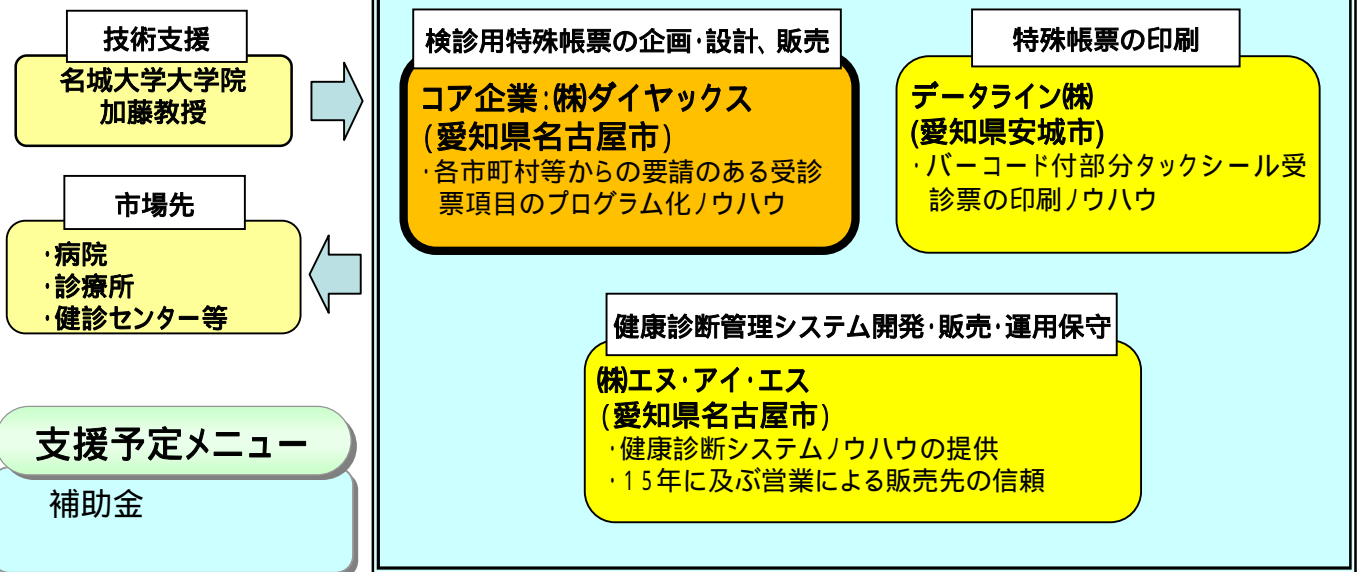 技術支援
名城大学大学院
加藤教授
市場先
・病院
・診療所
・健診センター等
支援予定メニュー
補助金
検診用特殊帳票の企画・設計、販売
コア企業:㈱ダイヤックス
(愛知県名古屋市)
・各市町村等からの要請のある受診
票項目のプログラム化ノウハウ
特殊帳票の印刷
データライン㈱
(愛知県安城市)
・バーコード付部分タックシール受
診票の印刷ノウハウ
健康診断管理システム開発・販売・運用保守
㈱エヌ・アイ・エス
(愛知県名古屋市)
・健康診断システムノウハウの提供
・15年に及ぶ営業による販売先の信頼